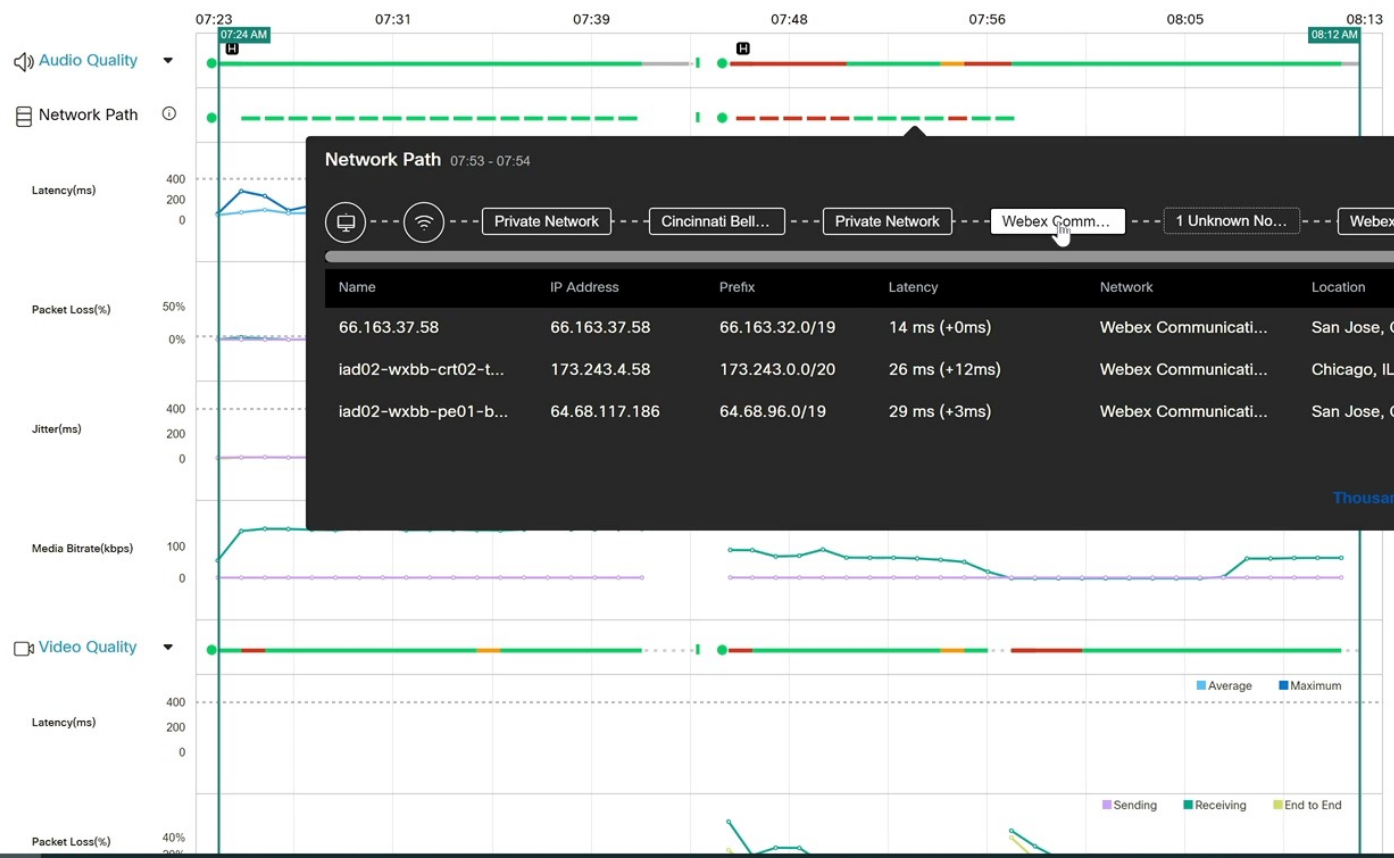 07:23 07:31 07:39 07:48 07:56 08:05 08:13
07:24 AM 08:12 AM
H H
Audio Quality
Network Path
Network Path 07:53 - 07:54
Latency(ms) 400 200 0
Private Network Cincinnati Bell... Private Network Webex Comm... 1 Unknown No... Webex
Name IP Address Prefix Latency Network Location
66.163.37.58 66.163.37.58 66.163.32.0/19 14 ms (+0ms) Webex Communicati... San Jose, C
iad02-wxbb-crt02-t... 173.243.4.58 173.243.0.0/20 26 ms (+12ms) Webex Communicati... Chicago, IL
iad02-wxbb-pe01-b... 64.68.117.186 64.68.96.0/19 29 ms (+3ms) Webex Communicati... San Jose, C
Packet Loss(%) 50% 0%
Jitter(ms) 400 200 0
Thousan
Media Bitrate(kbps) 100 0
Video Quality
Average Maximum
Latency(ms) 400 200 0
Sending Receiving End to End
Packet Loss(%) 40%
20%